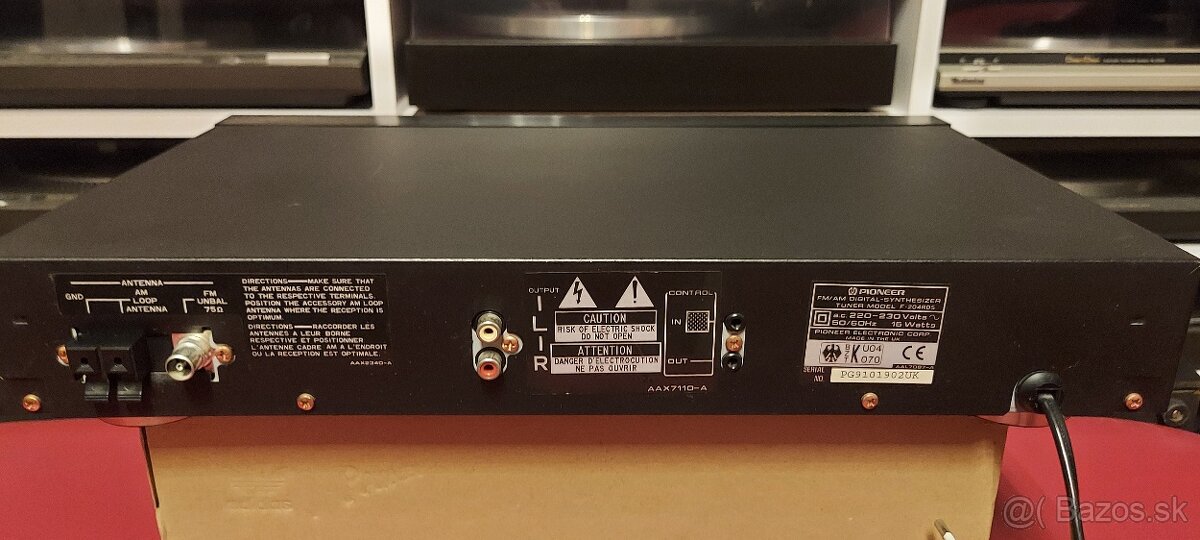 ANTENNA
GND
AM
LOOP
ANTENNA
FM
UNBAL
75Ω
DIRECTIONS—MAKE SURE THAT
THE ANTENNAS ARE CONNECTED
TO THE RESPECTIVE TERMINALS.
POSITION THE ACCESSORY AM LOOP
ANTENNA WHERE THE RECEPTION IS
OPTIMUM.
DIRECTIONS—RACCORDER LES
ANTENNES A LEUR BORNE
RESPECTIVE ET POSITIONNER
L'ANTENNE CADRE AM A L'ENDROIT
OU LA RECEPTION EST OPTIMALE.
AAX2340-A
OUTPUT
L
R
CAUTION
RISK OF ELECTRIC SHOCK
DO NOT OPEN
ATTENTION
DANGER D'ELECTROCUTION
NE PAS OUVRIR
AAX7110-A
CONTROL
IN
OUT
PIONEER
FM/AM DIGITAL-SYNTHESIZER
TUNER MODEL F-204RDS
a.c. 220-230 Volts ~
50/60Hz 16 Watts
PIONEER ELECTRONIC CORP.
MADE IN THE UK
BZT K U04 070 CE
AAL7087-A
SERIAL NO. PG9101902UK
@( Bazos.sk